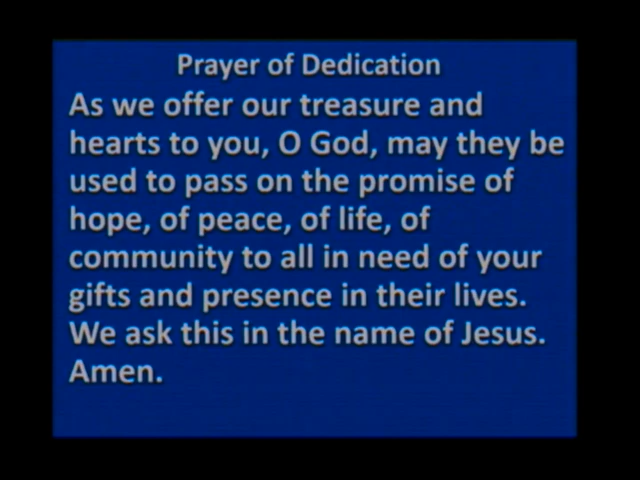 Prayer of Dedication
As we offer our treasure and
hearts to you, O God, may they be
used to pass on the promise of
hope, of peace, of life, of
community to all in need of your
gifts and presence in their lives.
We ask this in the name of Jesus.
Amen.